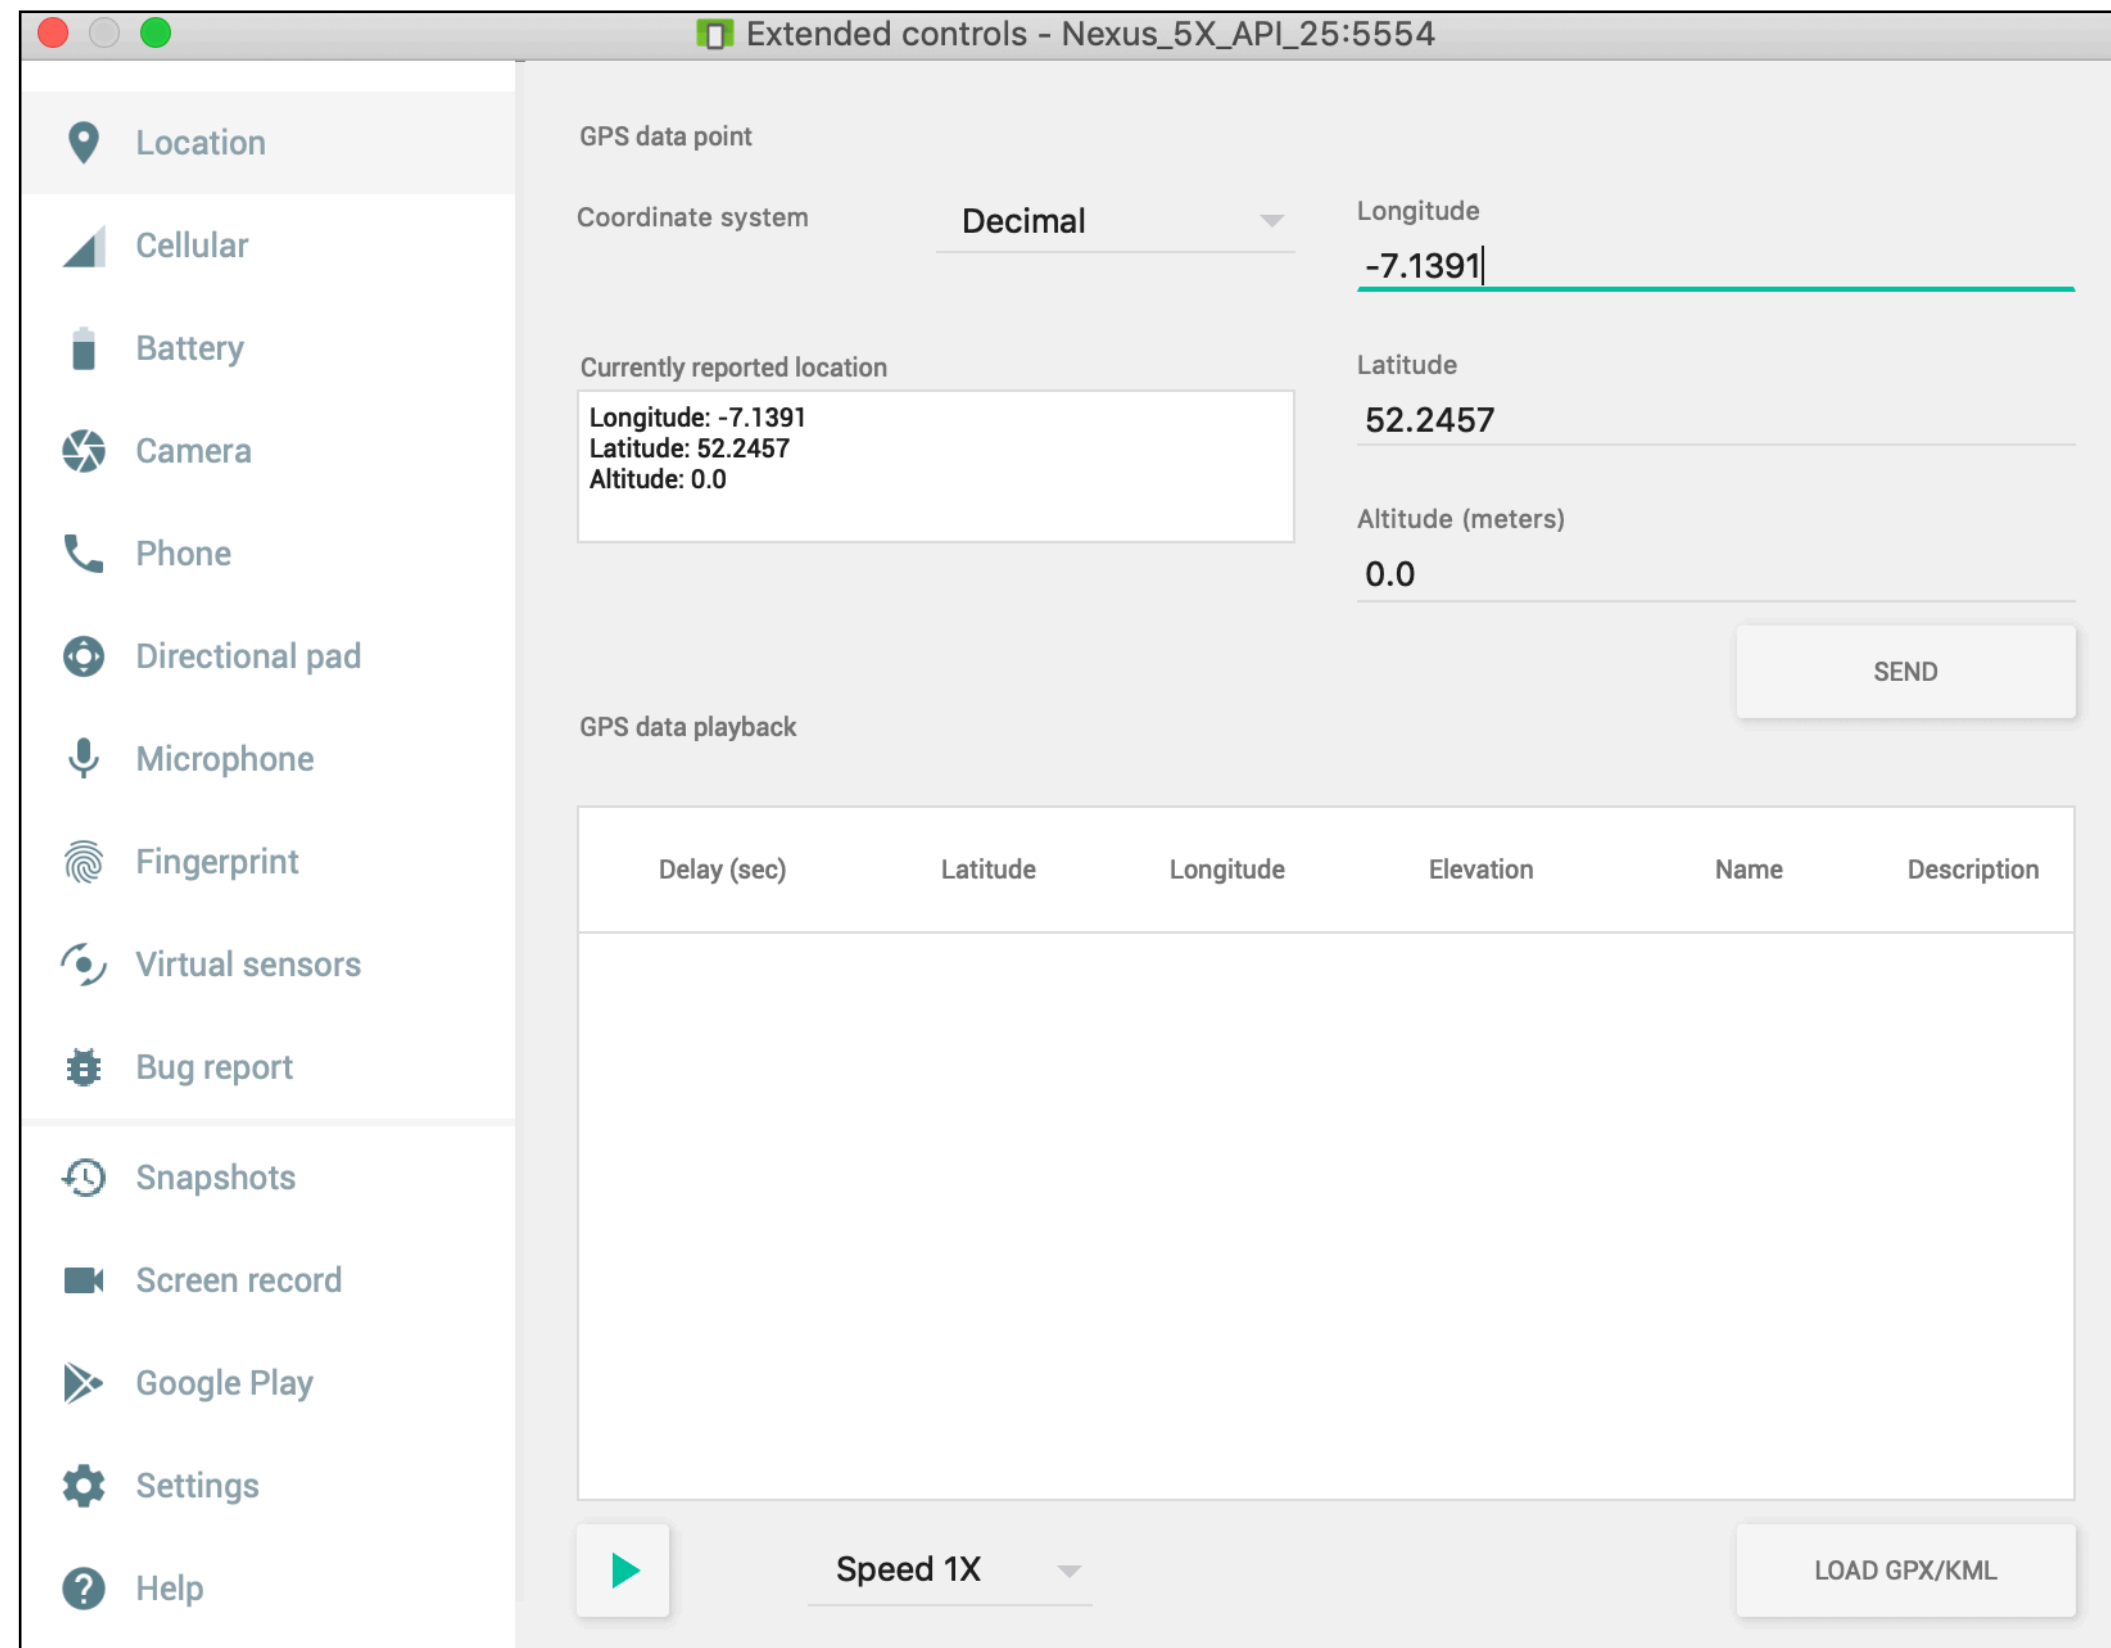 Extended controls - Nexus_5X_API_25:5554
Location
Cellular
Battery
Camera
Phone
Directional pad
Microphone
Fingerprint
Virtual sensors
Bug report
Snapshots
Screen record
Google Play
Settings
Help
GPS data point
Coordinate system
Decimal
Longitude
-7.1391
Currently reported location
Longitude: -7.1391
Latitude: 52.2457
Altitude: 0.0
Latitude
52.2457
Altitude (meters)
0.0
SEND
GPS data playback
Delay (sec) Latitude Longitude Elevation Name Description
Speed 1X
LOAD GPX/KML